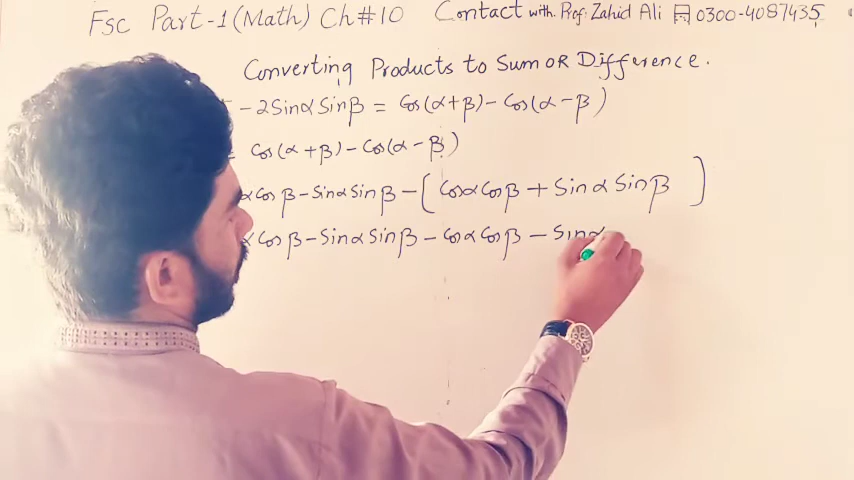 Fsc Part-1 (Math) Ch#10 Contact with. Prof: Zahid Ali 0300-4087435
Converting Products to Sum OR Difference.
- 2Sinα Sinβ = Cos(α+β) - Cos(α-β)
= Cos(α+β) - Cos(α-β)
αCosβ - Sinα Sinβ - (Cosα Cosβ + Sinα Sinβ)
αCosβ - Sinα Sinβ - Cosα Cosβ - Sinα